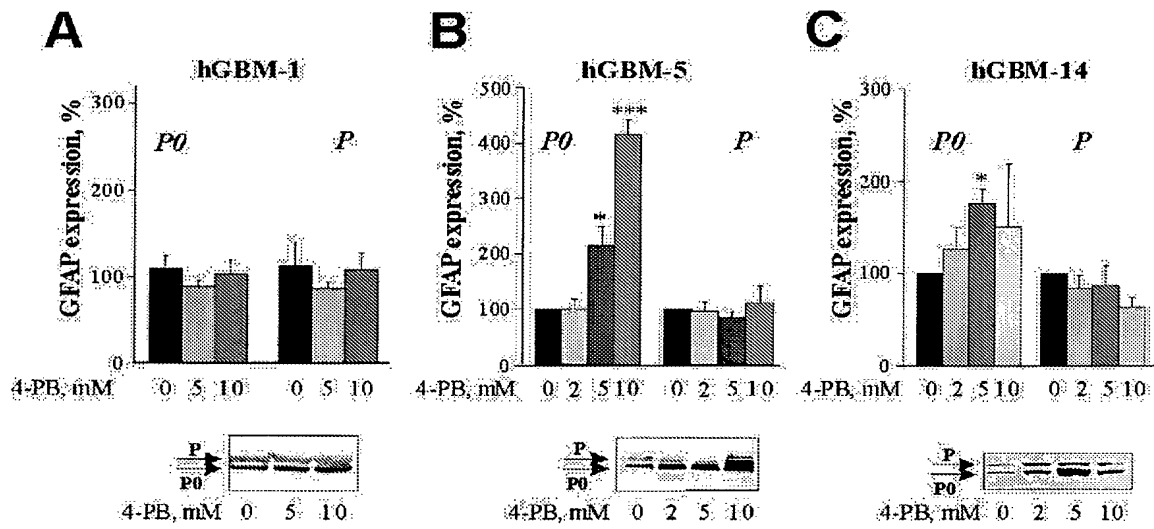 A
B
C
hGBM-1
hGBM-5
hGBM-14
GFAP expression, %
300
200
100
0
P0
P
0 5 10 0 5 10
4-PB, mM
P
P0
4-PB, mM 0 5 10
GFAP expression, %
500
400
300
200
100
0
P0
P
*
***
0 2 5 10 0 2 5 10
4-PB, mM
P
P0
4-PB, mM 0 2 5 10
GFAP expression, %
300
200
100
0
P0
P
*
0 2 5 10 0 2 5 10
4-PB, mM
P
P0
4-PB, mM 0 2 5 10